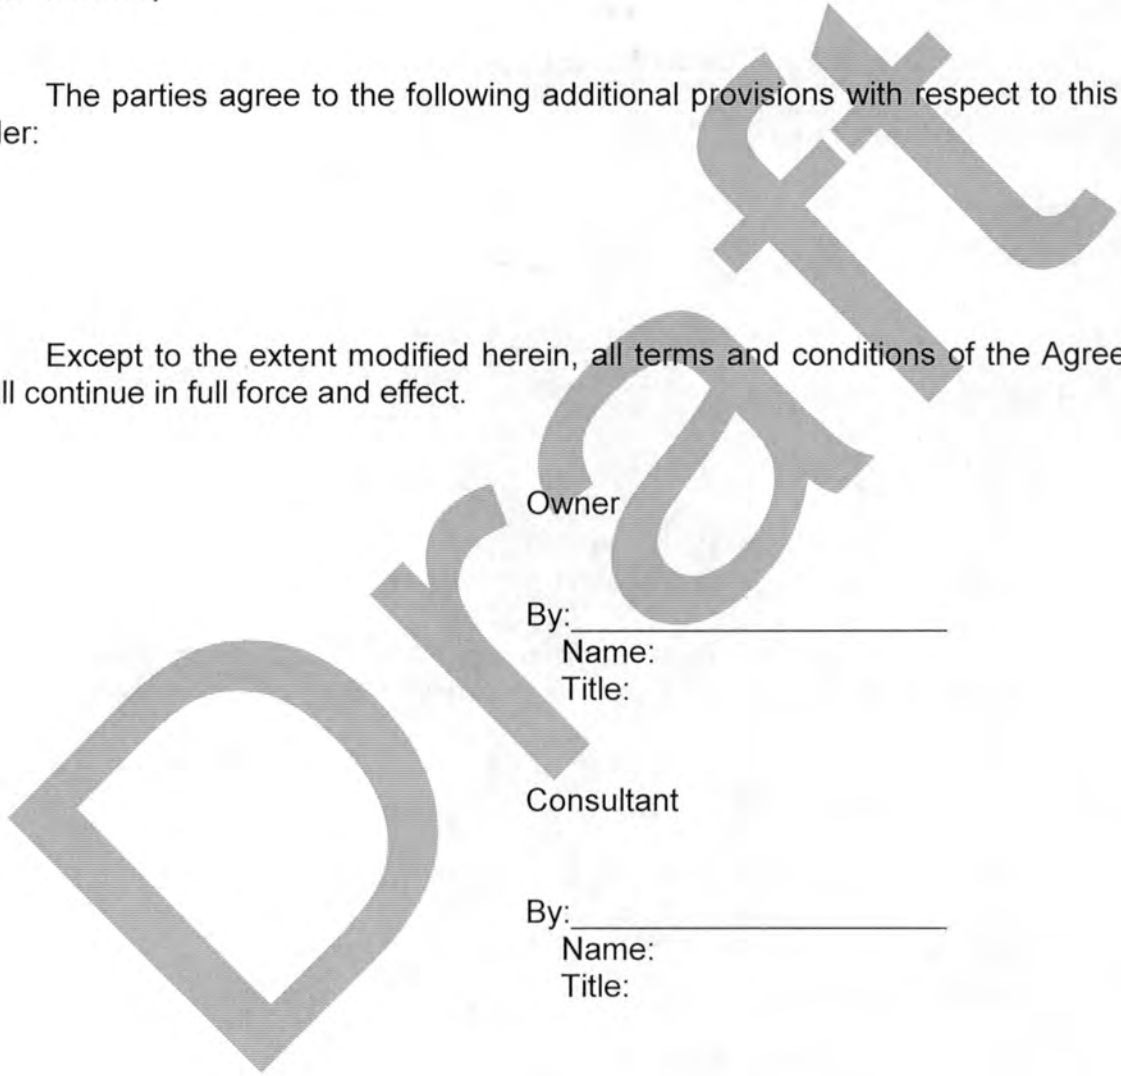 The parties agree to the following additional provisions with respect to this
ler:
Except to the extent modified herein, all terms and conditions of the Agree
ll continue in full force and effect.
Owner
By:
Name:
Title:
Consultant
By:
Name:
Title:
Draft